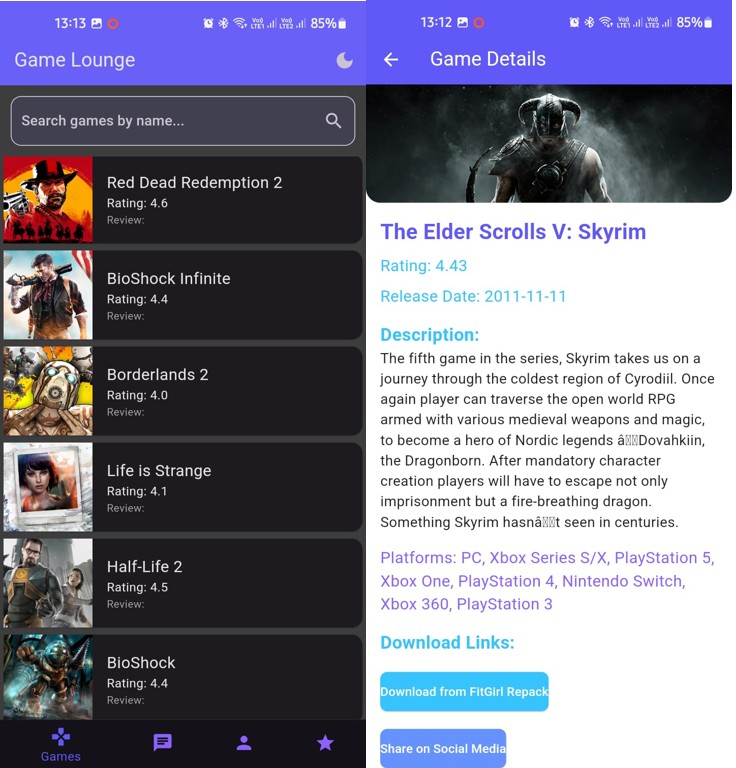 13:13
Vo)) LTE1
Vo)) LTE2
85%
Game Lounge
Search games by name...
Red Dead Redemption 2
Rating: 4.6
Review:
BioShock Infinite
Rating: 4.4
Review:
Borderlands 2
Rating: 4.0
Review:
Life is Strange
Rating: 4.1
Review:
Half-Life 2
Rating: 4.5
Review:
BioShock
Rating: 4.4
Review:
Games
13:12
Vo)) LTE1
Vo)) LTE2
85%
Game Details
The Elder Scrolls V: Skyrim
Rating: 4.43
Release Date: 2011-11-11
Description:
The fifth game in the series, Skyrim takes us on a
journey through the coldest region of Cyrodiil. Once
again player can traverse the open world RPG
armed with various medieval weapons and magic,
to become a hero of Nordic legends â▯▯Dovahkiin,
the Dragonborn. After mandatory character
creation players will have to escape not only
imprisonment but a fire-breathing dragon.
Something Skyrim hasnâ▯▯t seen in centuries.
Platforms: PC, Xbox Series S/X, PlayStation 5,
Xbox One, PlayStation 4, Nintendo Switch,
Xbox 360, PlayStation 3
Download Links:
Download from FitGirl Repack
Share on Social Media